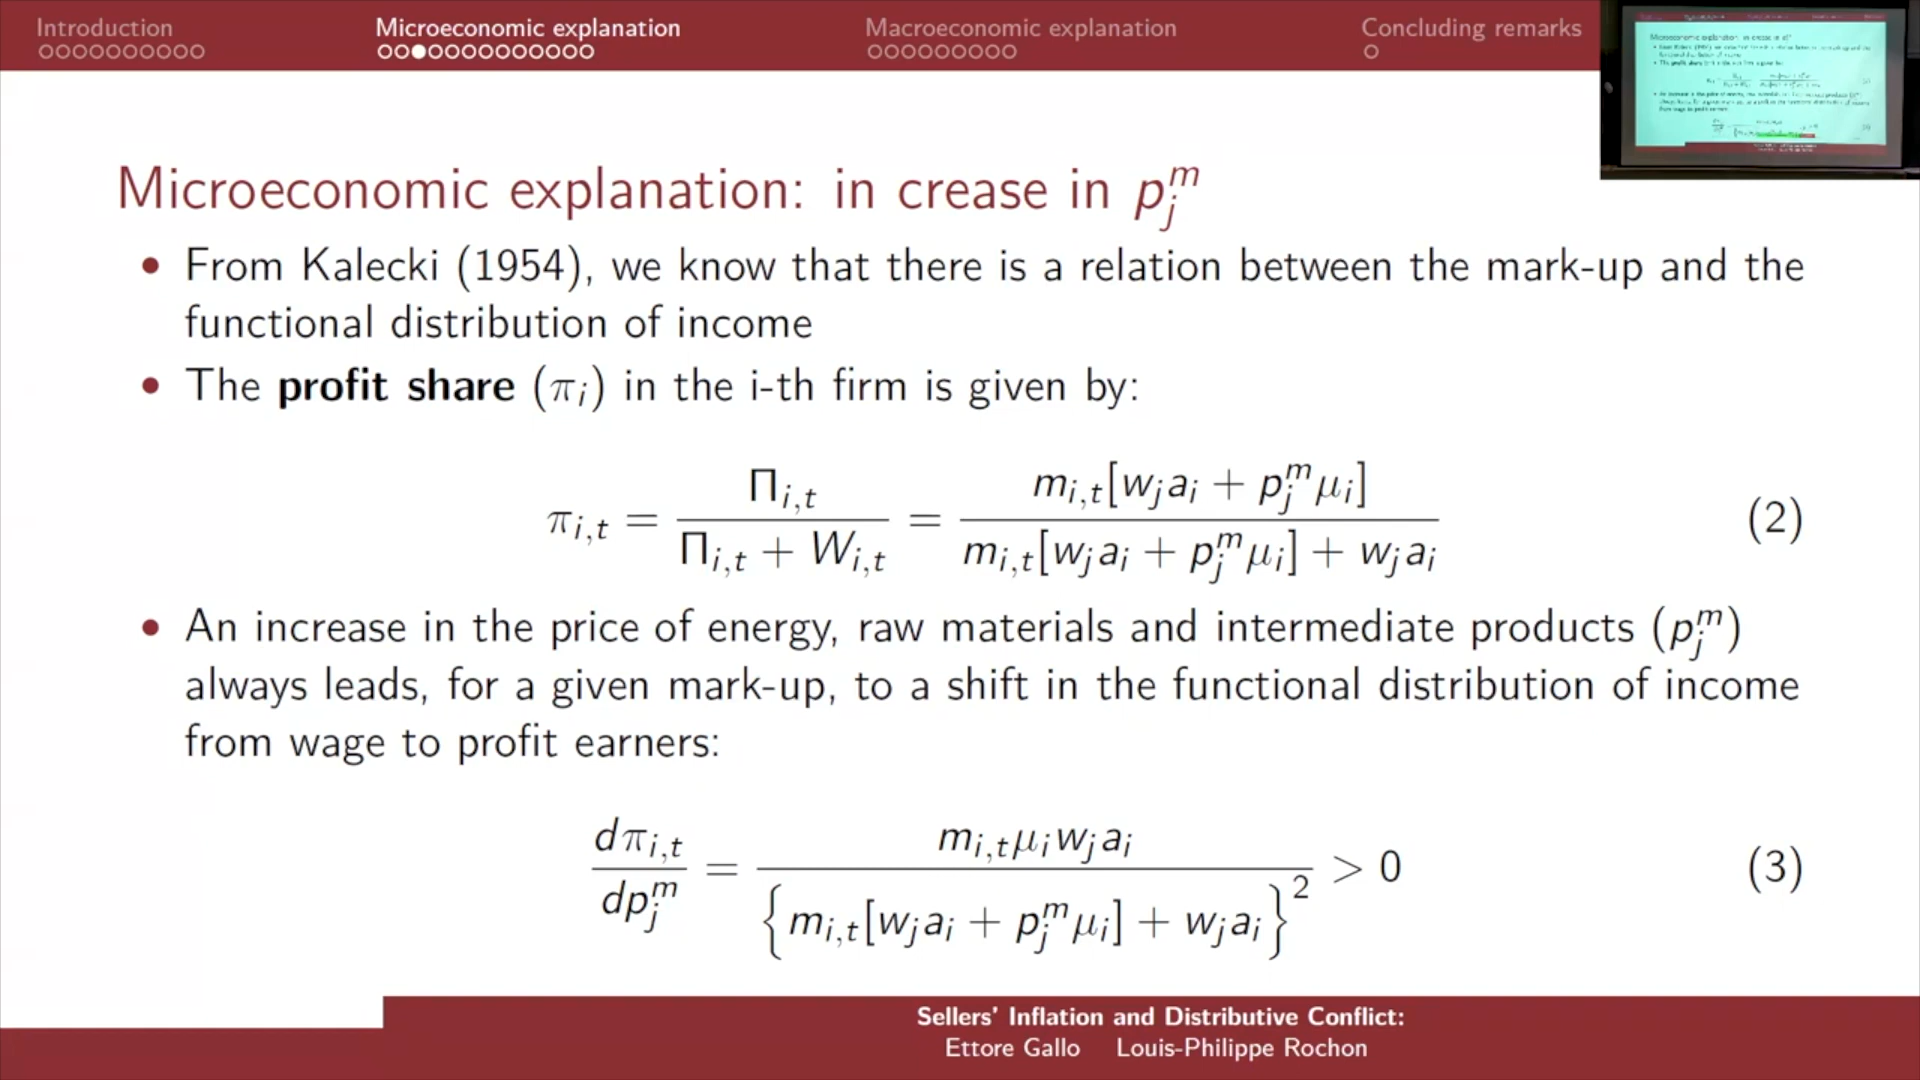 Introduction
Microeconomic explanation
Macroeconomic explanation
Concluding remarks
Microeconomic explanation: in crease in p_j^m
• From Kalecki (1954), we know that there is a relation between the mark-up and the
functional distribution of income
• The profit share (π_i) in the i-th firm is given by:
π_{i,t} = Π_{i,t} / (Π_{i,t} + W_{i,t}) = m_{i,t}[w_j a_i + p_j^m μ_i] / (m_{i,t}[w_j a_i + p_j^m μ_i] + w_j a_i) (2)
• An increase in the price of energy, raw materials and intermediate products (p_j^m)
always leads, for a given mark-up, to a shift in the functional distribution of income
from wage to profit earners:
dπ_{i,t} / dp_j^m = m_{i,t} μ_i w_j a_i / {m_{i,t}[w_j a_i + p_j^m μ_i] + w_j a_i}^2 > 0 (3)
Sellers' Inflation and Distributive Conflict:
Ettore Gallo Louis-Philippe Rochon